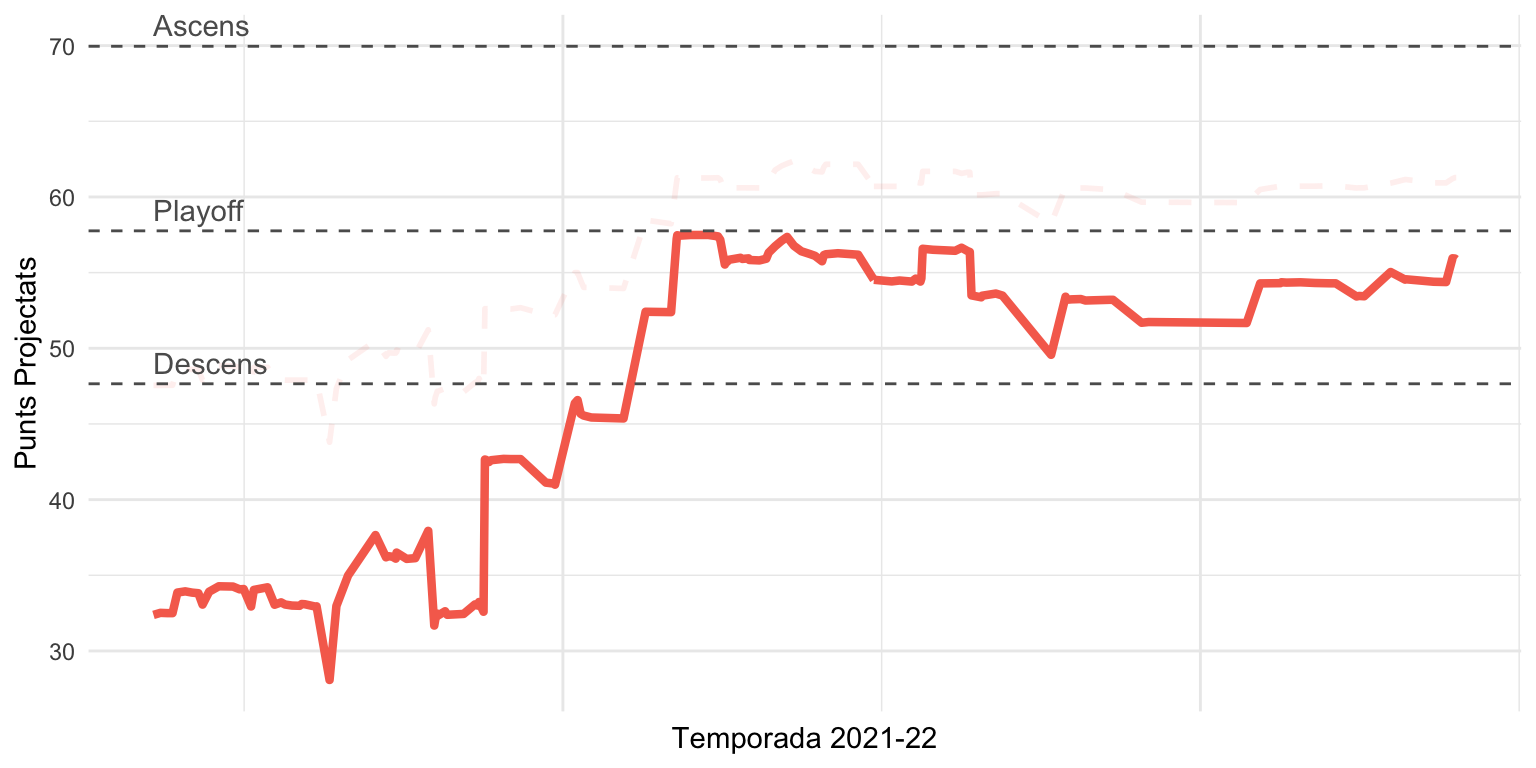 Ascens
70
60
Playoff
50
Descens
40
30
Punts Projectats
Temporada 2021-22